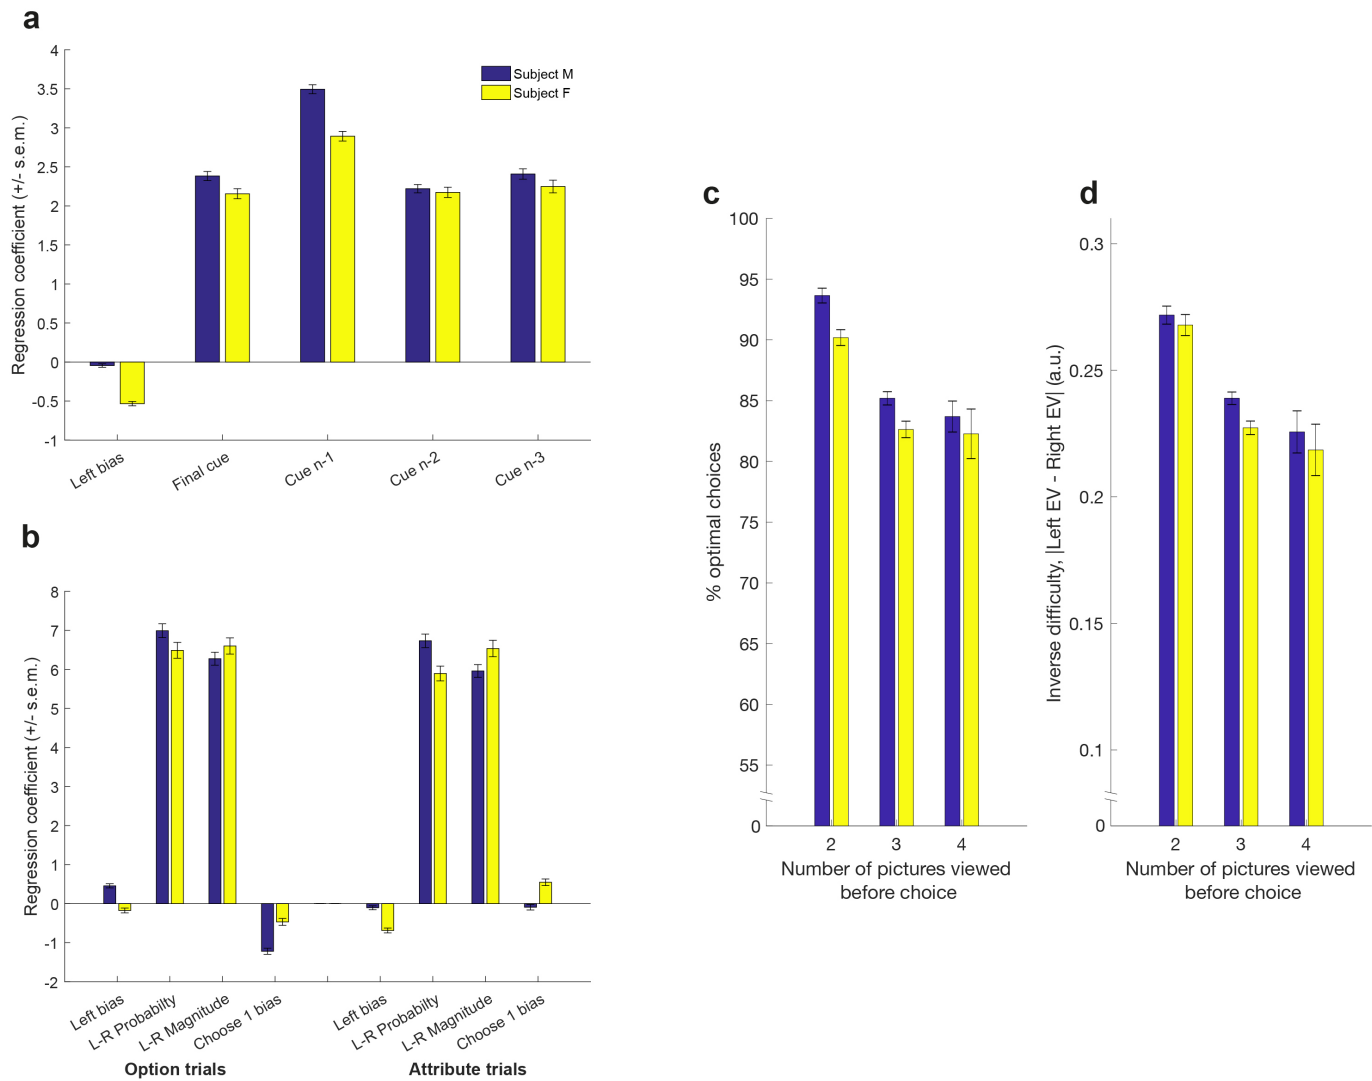 a
Regression coefficient (+/- s.e.m.)
4
3.5
3
2.5
2
1.5
1
0.5
0
-0.5
-1
Subject M
Subject F
Left bias
Final cue
Cue n-1
Cue n-2
Cue n-3
b
Regression coefficient (+/- s.e.m.)
8
7
6
5
4
3
2
1
0
-1
-2
Left bias
L-R Probabilty
L-R Magnitude
Choose 1 bias
Left bias
L-R Probabilty
L-R Magnitude
Choose 1 bias
Option trials
Attribute trials
c
% optimal choices
100
95
90
85
80
75
70
65
60
55
0
2 3 4
Number of pictures viewed
before choice
d
Inverse difficulty, |Left EV - Right EV| (a.u.)
0.3
0.25
0.2
0.15
0.1
0
2 3 4
Number of pictures viewed
before choice